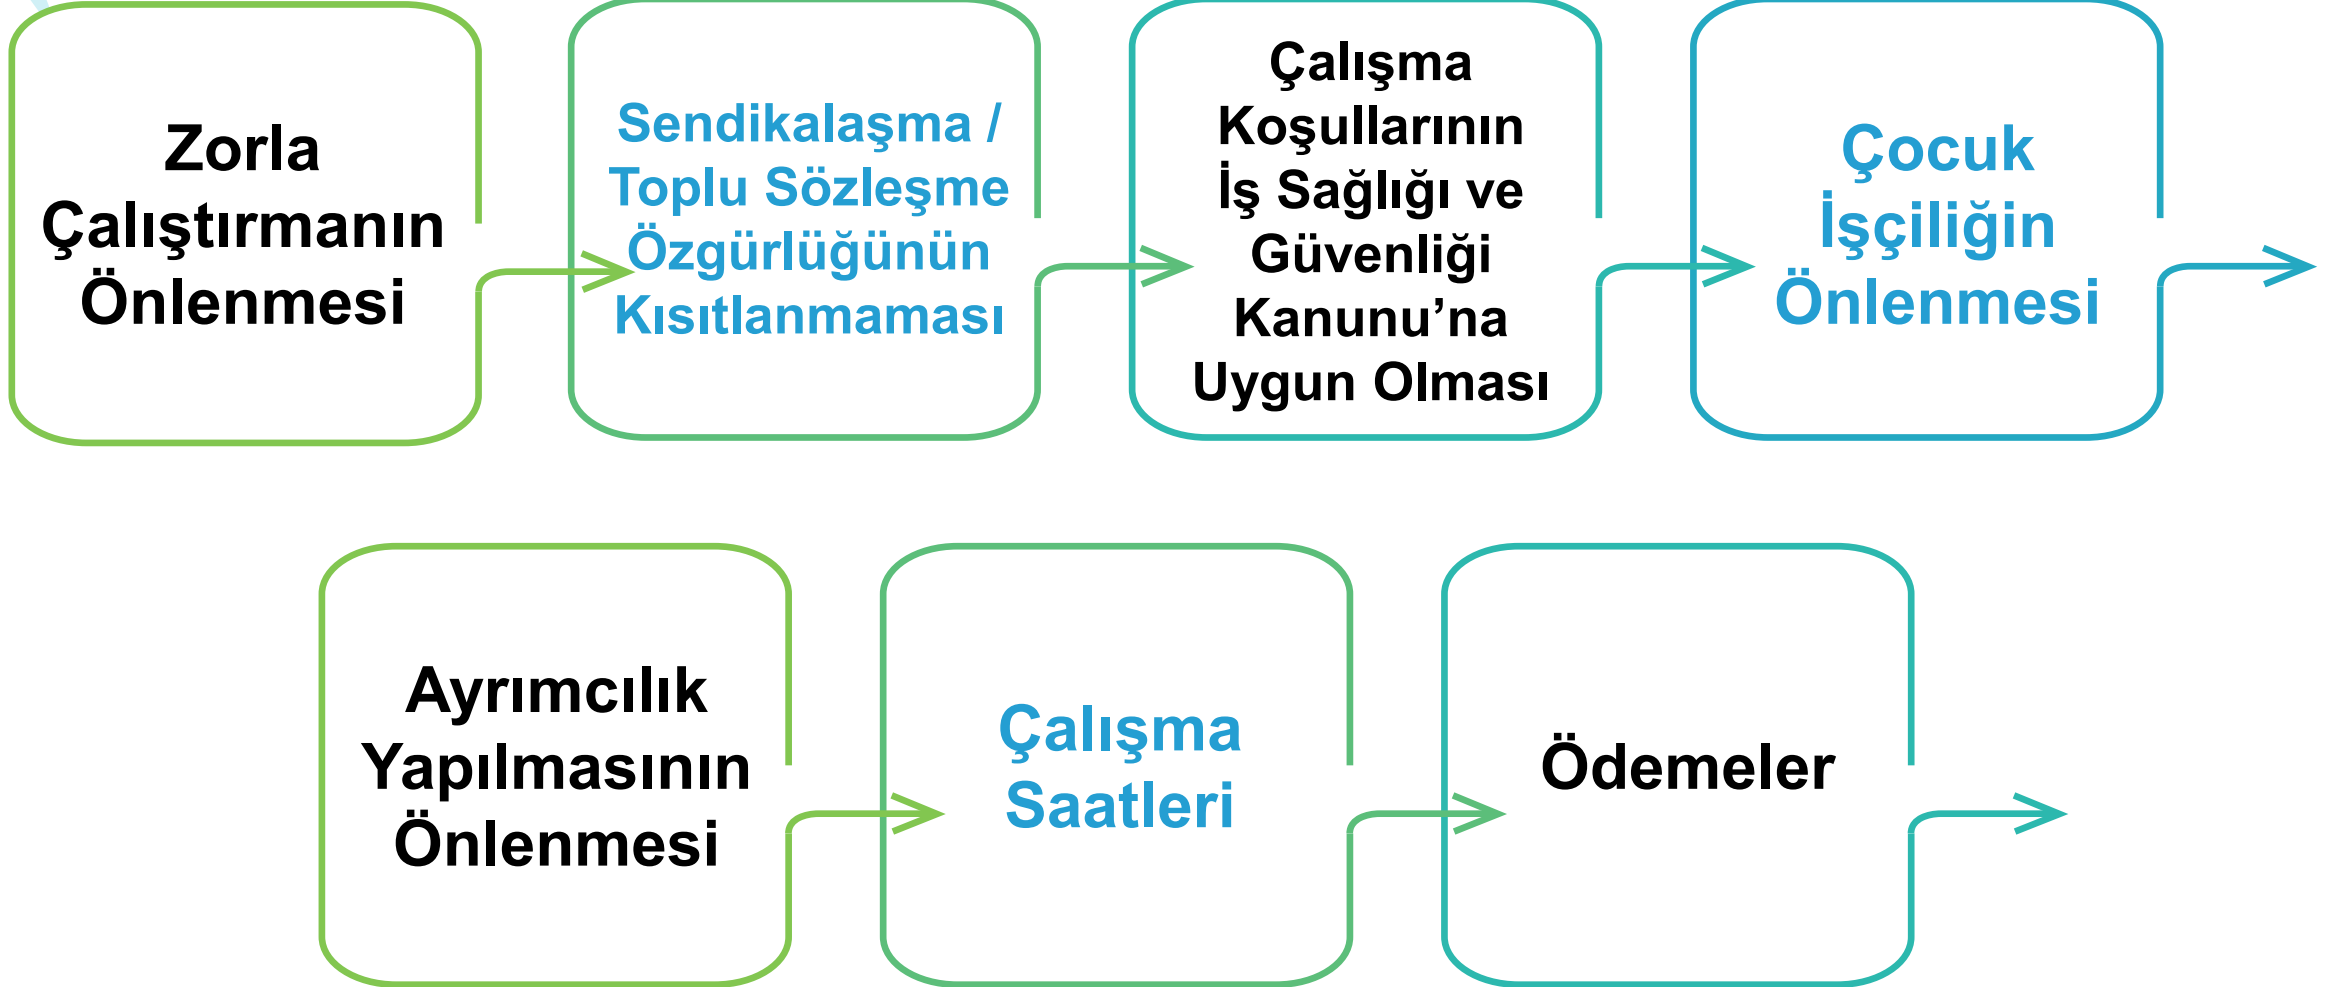 Zorla
Çalıştırmanın
Önlenmesi
Sendikalaşma /
Toplu Sözleşme
Özgürlüğünün
Kısıtlanmaması
Çalışma
Koşullarının
İş Sağlığı ve
Güvenliği
Kanunu’na
Uygun Olması
Çocuk
İşçiliğin
Önlenmesi
Ayrımcılık
Yapılmasının
Önlenmesi
Çalışma
Saatleri
Ödemeler